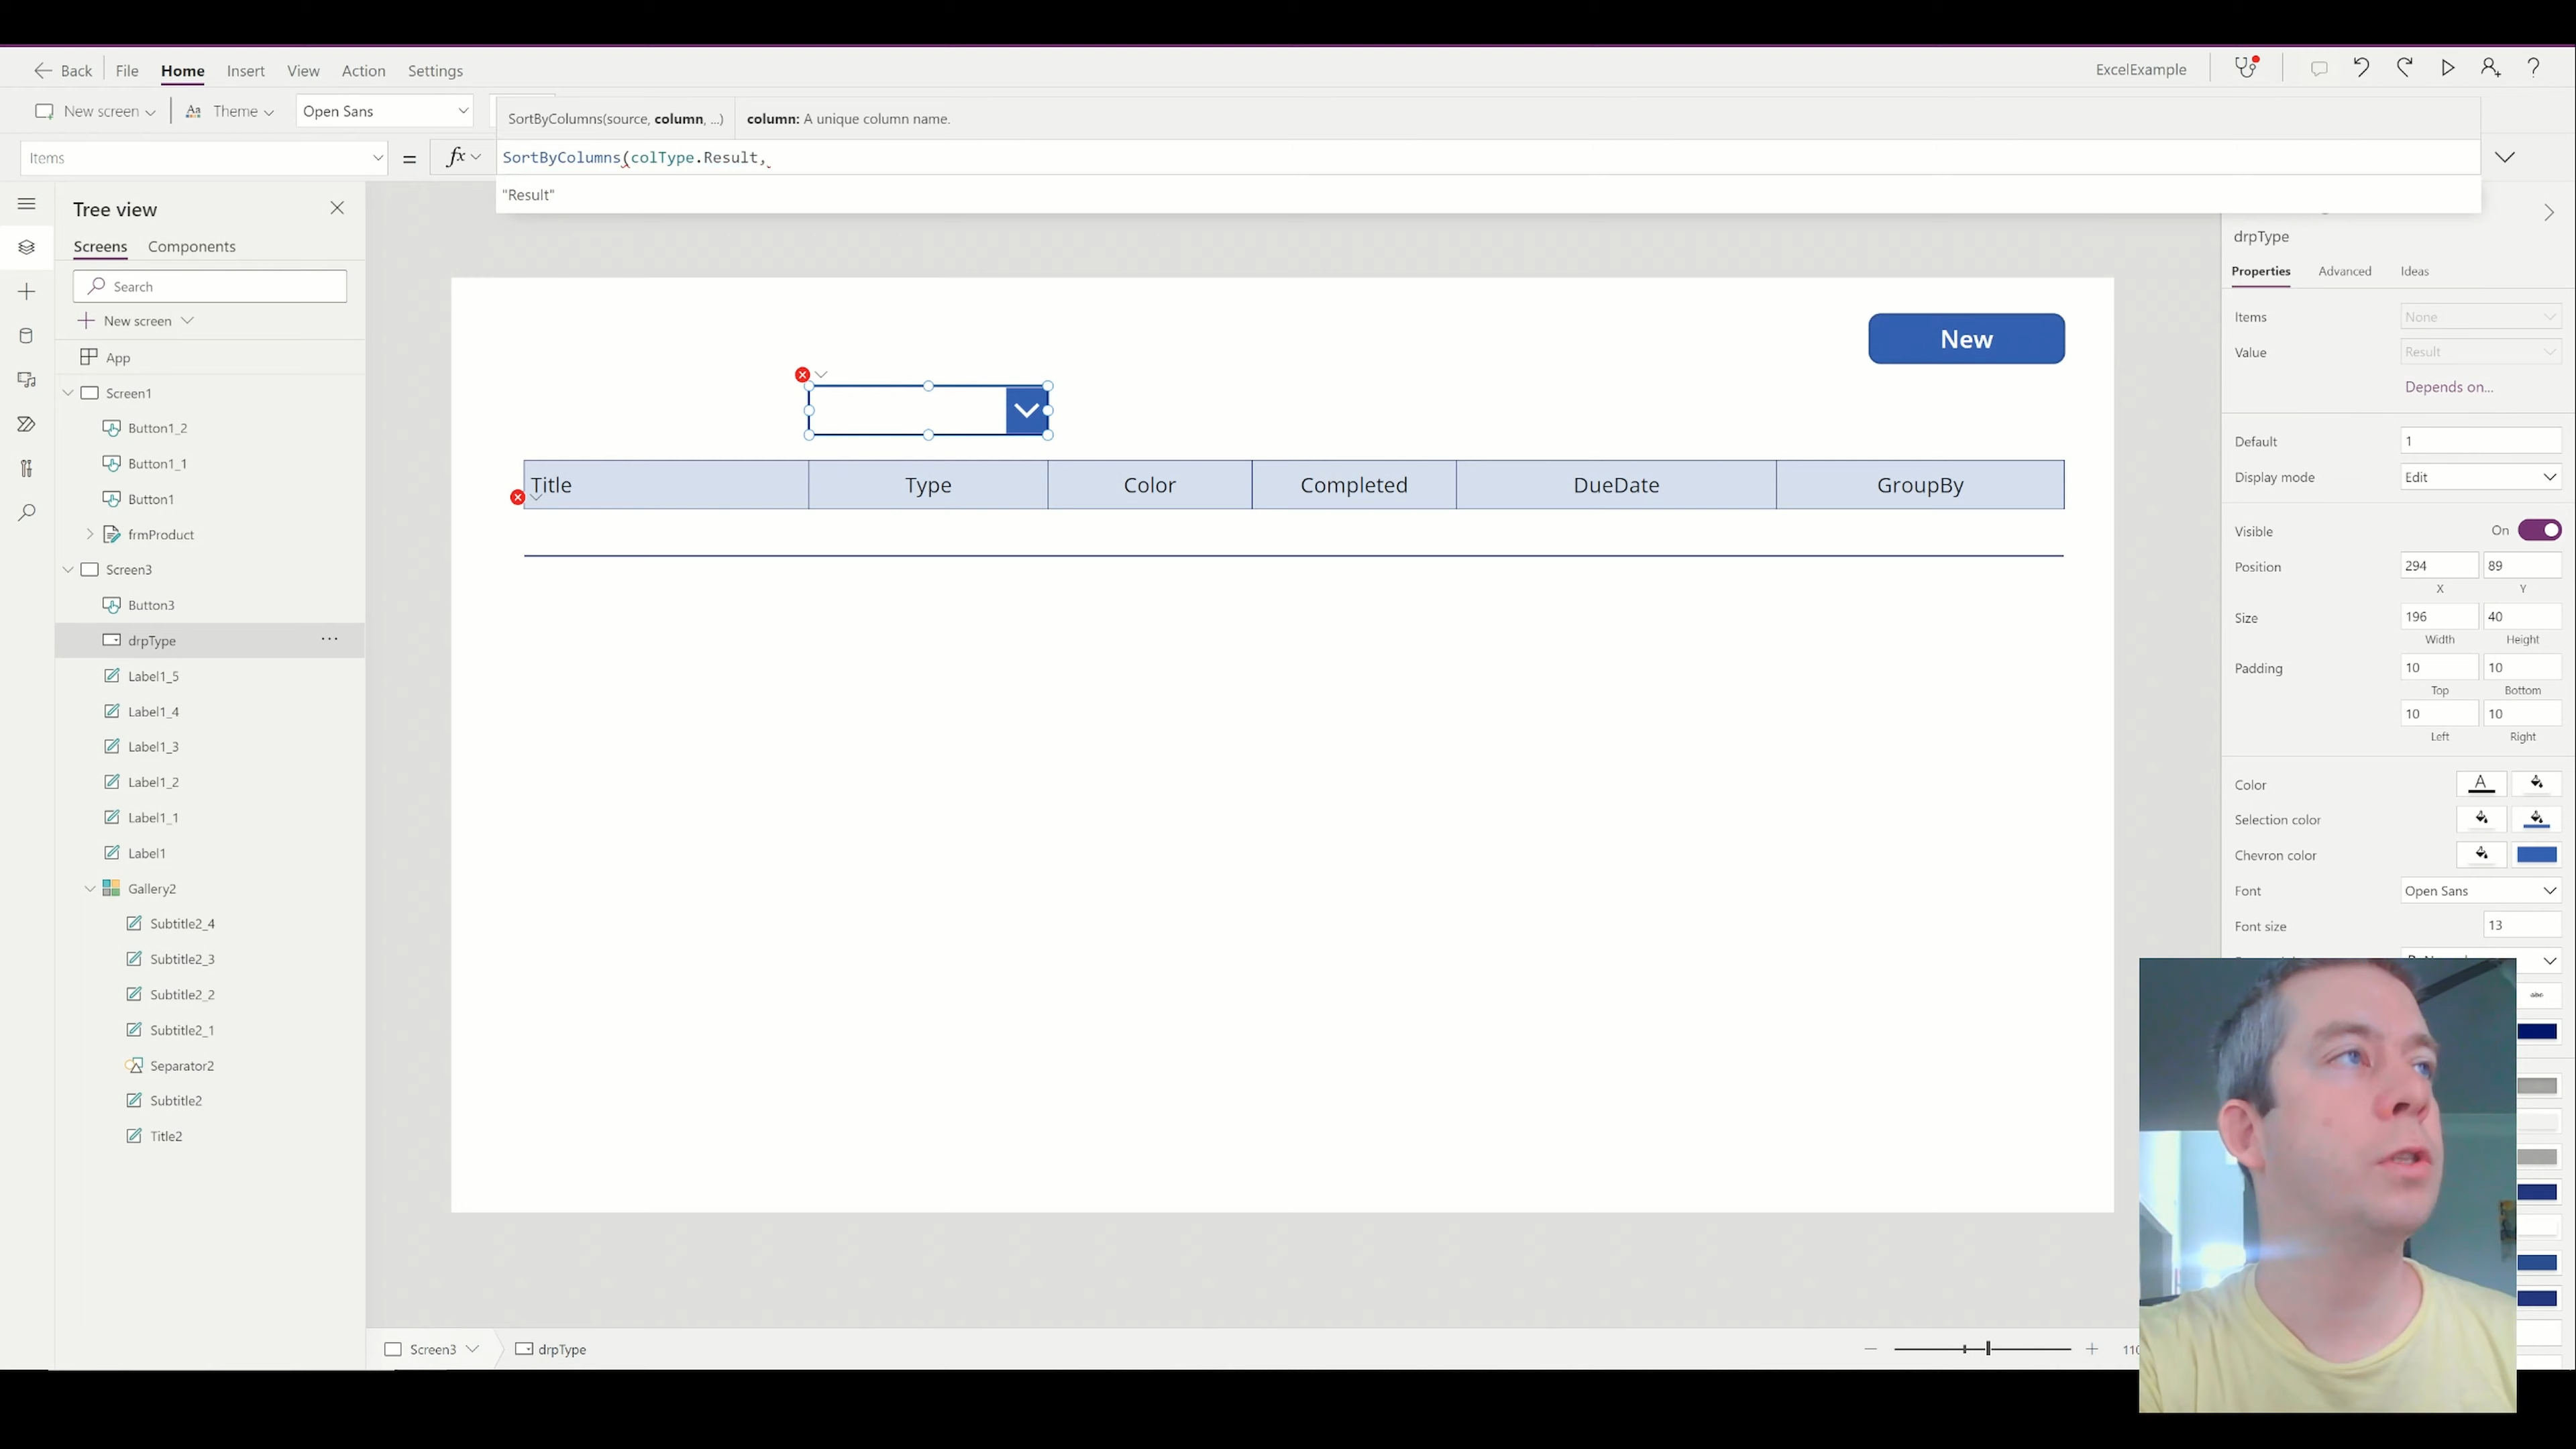 Back File Home Insert View Action Settings ExcelExample
New screen Theme Open Sans
SortByColumns(source, column, ...) column: A unique column name.
Items = fx SortByColumns(colType.Result,
"Result"
Tree view
Screens Components
Search
New screen
App
Screen1
Button1_2
Button1_1
Button1
frmProduct
Screen3
Button3
drpType ...
Label1_5
Label1_4
Label1_3
Label1_2
Label1_1
Label1
Gallery2
Subtitle2_4
Subtitle2_3
Subtitle2_2
Subtitle2_1
Separator2
Subtitle2
Title2
New
Title Type Color Completed DueDate GroupBy
Screen3 drpType
drpType
Properties Advanced Ideas
Items None
Value Result
Depends on...
Default 1
Display mode Edit
Visible On
Position 294 89
X Y
Size 196 40
Width Height
Padding 10 10
Top Bottom
10 10
Left Right
Color A
Selection color
Chevron color
Font Open Sans
Font size 13
abc